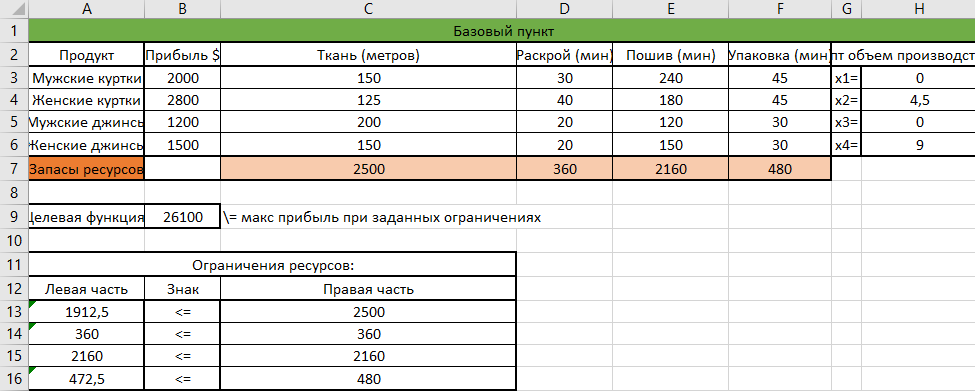 A B C D E F G H
1 Базовый пункт
2 Продукт Прибыль $ Ткань (метров) Раскрой (мин) Пошив (мин) Упаковка (мин) пт объем производст
3 Мужские куртки 2000 150 30 240 45 x1= 0
4 Женские куртки 2800 125 40 180 45 x2= 4,5
5 Мужские джинсы 1200 200 20 120 30 x3= 0
6 Женские джинсы 1500 150 20 150 30 x4= 9
7 Запасы ресурсов 2500 360 2160 480
8
9 Целевая функция 26100 \= макс прибыль при заданных ограничениях
10
11 Ограничения ресурсов:
12 Левая часть Знак Правая часть
13 1912,5 <= 2500
14 360 <= 360
15 2160 <= 2160
16 472,5 <= 480